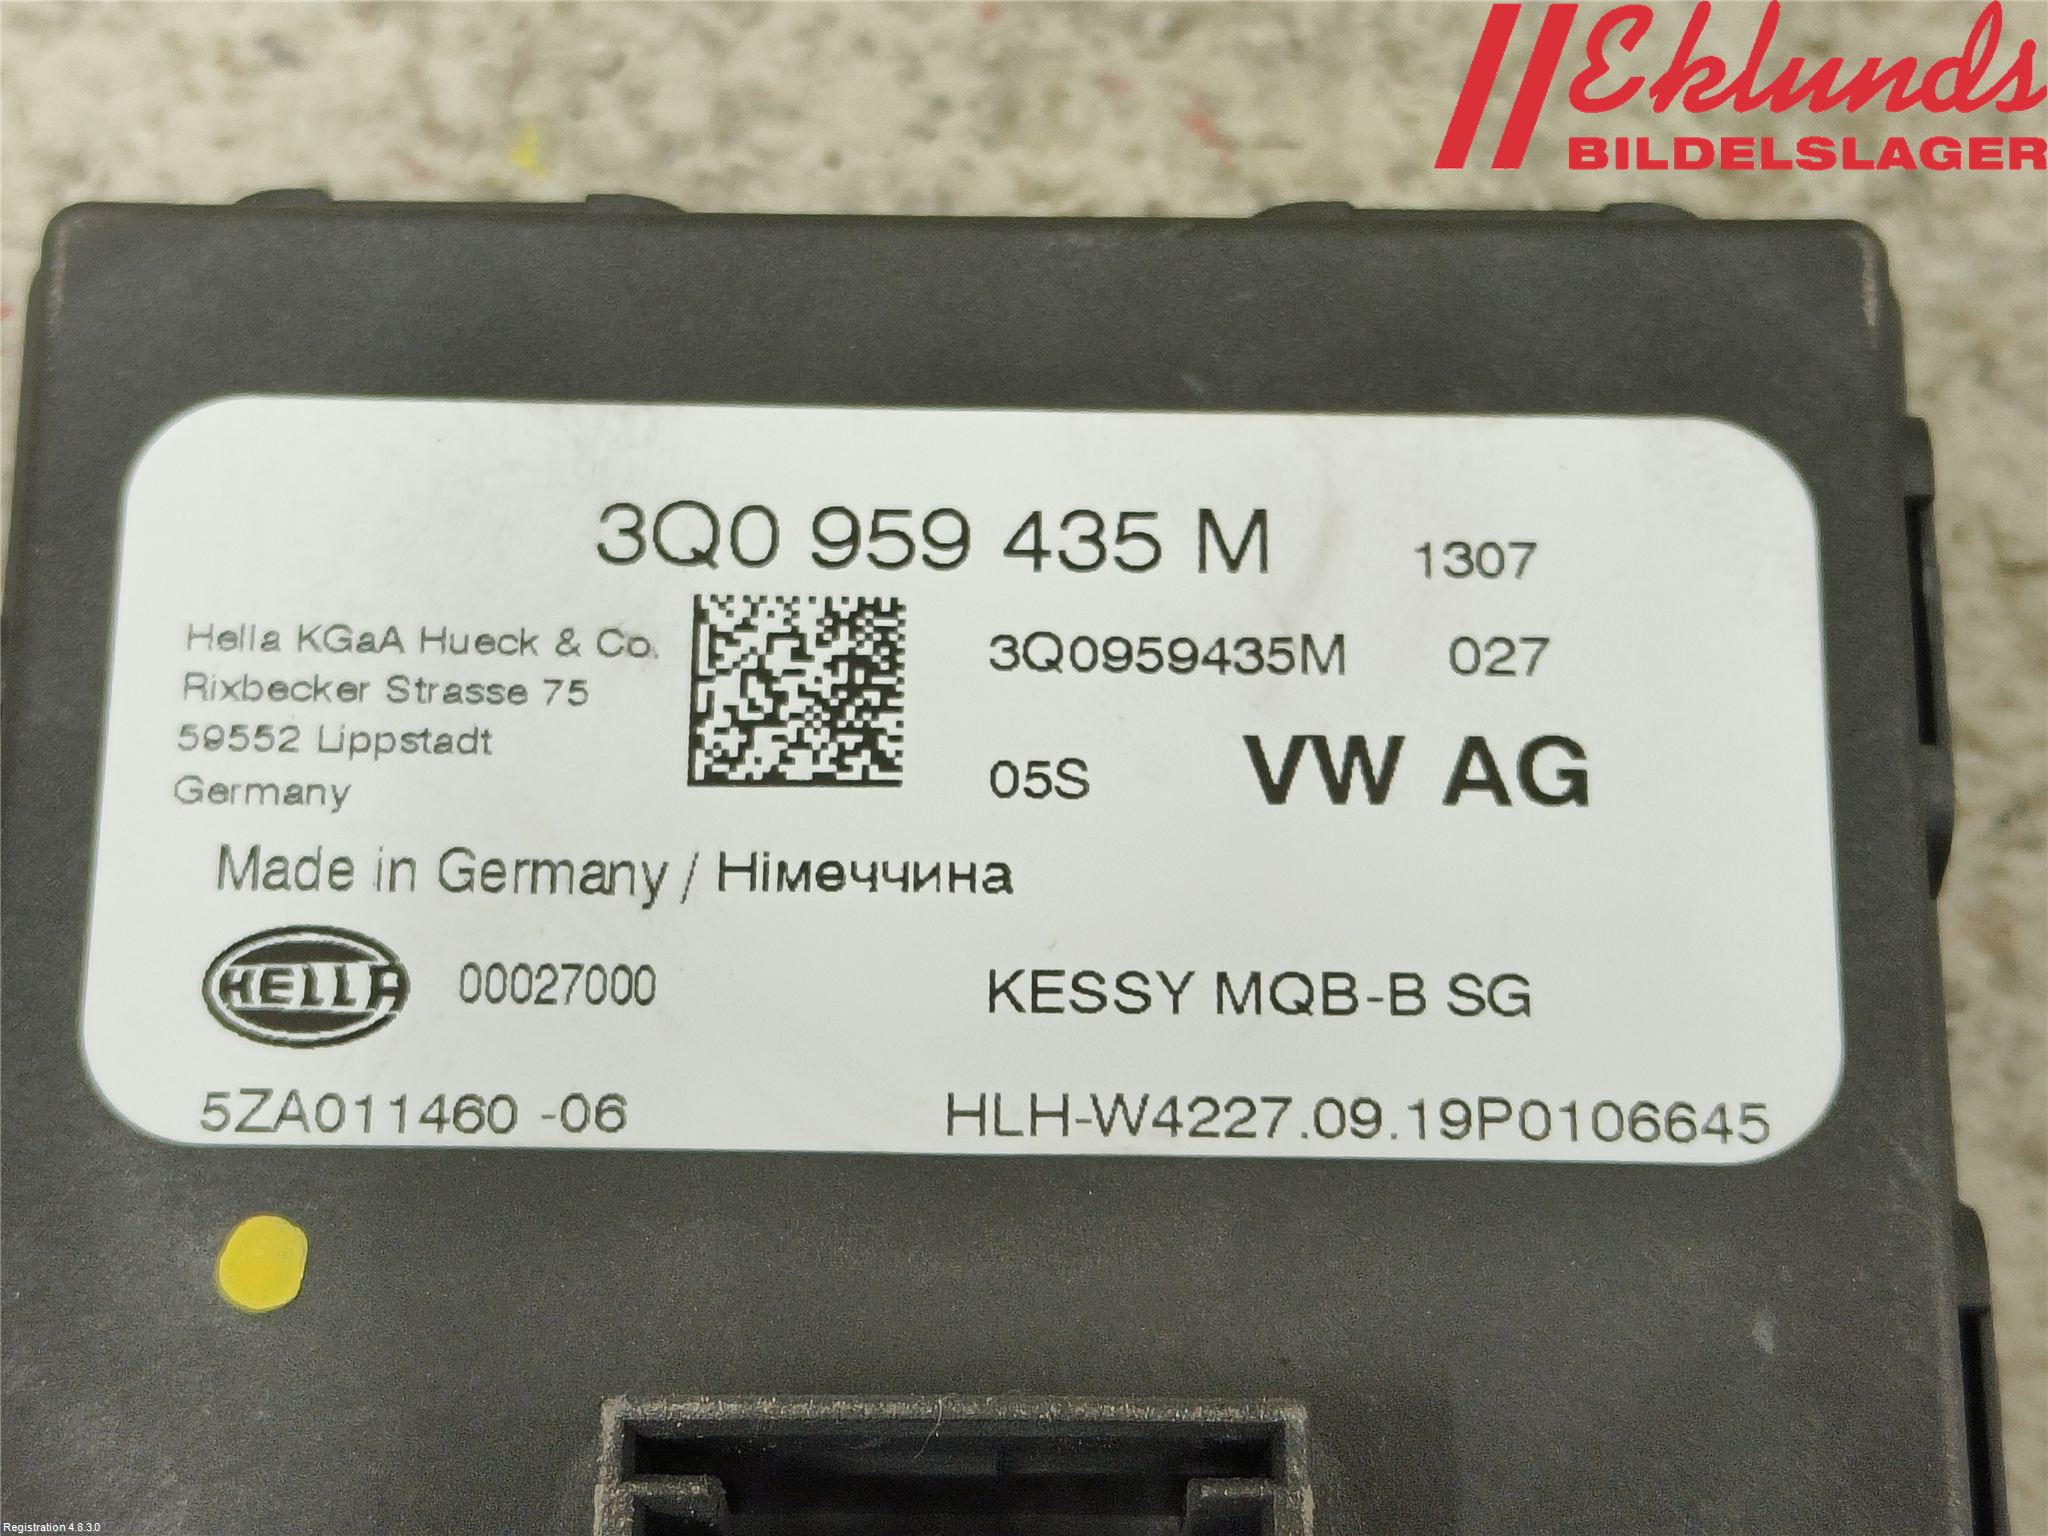 Eklunds
BILDELSLAGER
3Q0 959 435 M 1307
Hella KGaA Hueck & Co.
Rixbecker Strasse 75
59552 Lippstadt
Germany
3Q0959435M 027
05S VW AG
Made in Germany / Німеччина
HELLA 00027000 KESSY MQB-B SG
5ZA011460 -06 HLH-W4227.09.19P0106645
Registration 4.8.3.0